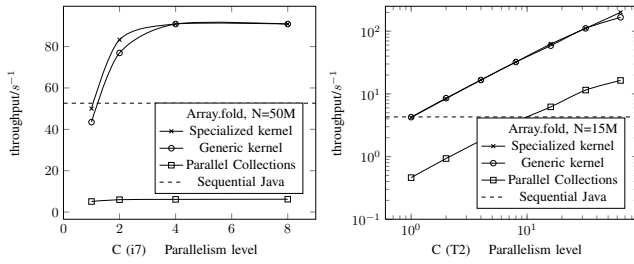 throughput/s⁻¹
80
60
40
20
0
Array.fold, N=50M
Specialized kernel
Generic kernel
Parallel Collections
Sequential Java
0 2 4 6 8
C (i7) Parallelism level
throughput/s⁻¹
10²
10¹
10⁰
10⁻¹
Array.fold, N=15M
Specialized kernel
Generic kernel
Parallel Collections
Sequential Java
10⁰ 10¹
C (T2) Parallelism level